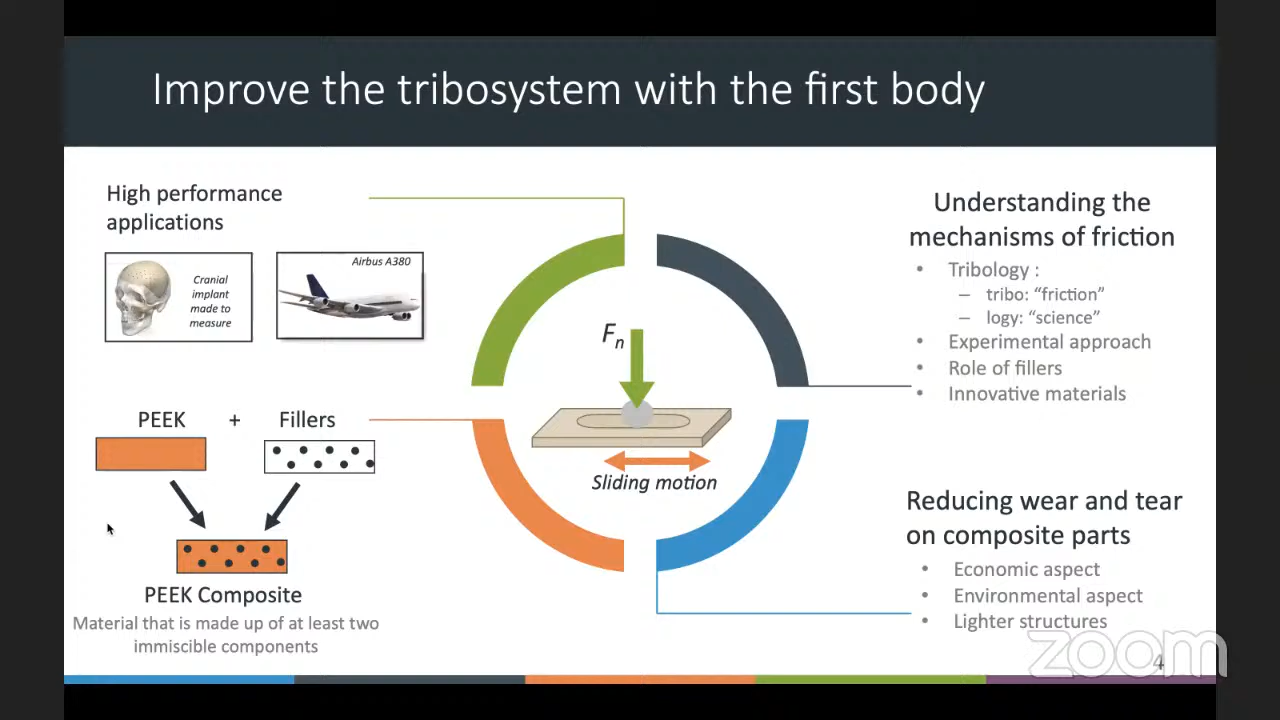 Improve the tribosystem with the first body
High performance
applications
Cranial
implant
made to
measure
Airbus A380
PEEK + Fillers
PEEK Composite
Material that is made up of at least two
immiscible components
Fn
Sliding motion
Understanding the
mechanisms of friction
• Tribology :
– tribo: “friction”
– logy: “science”
• Experimental approach
• Role of fillers
• Innovative materials
Reducing wear and tear
on composite parts
• Economic aspect
• Environmental aspect
• Lighter structures
zoom
4